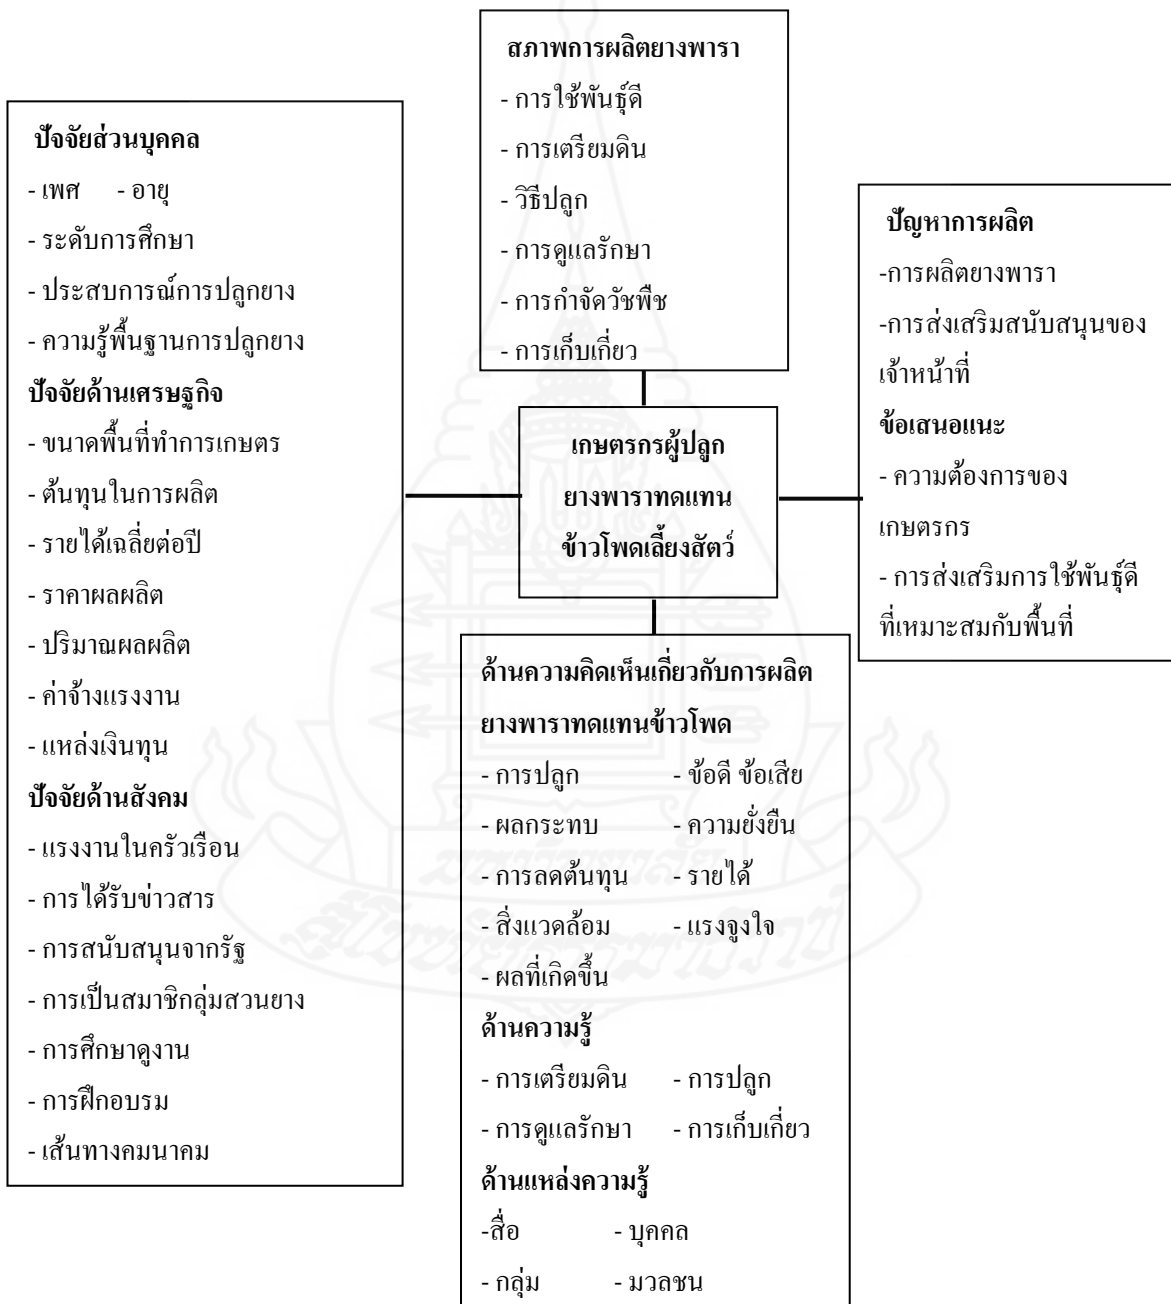 สภาพการผลิตยางพารา
- การใช้พันธุ์ดี
- การเตรียมดิน
- วิธีปลูก
- การดูแลรักษา
- การกำจัดวัชพืช
- การเก็บเกี่ยว
ปัจจัยส่วนบุคคล
- เพศ - อายุ
- ระดับการศึกษา
- ประสบการณ์การปลูกยาง
- ความรู้พื้นฐานการปลูกยาง
ปัจจัยด้านเศรษฐกิจ
- ขนาดพื้นที่ทำการเกษตร
- ต้นทุนในการผลิต
- รายได้เฉลี่ยต่อปี
- ราคาผลผลิต
- ปริมาณผลผลิต
- ค่าจ้างแรงงาน
- แหล่งเงินทุน
ปัจจัยด้านสังคม
- แรงงานในครัวเรือน
- การได้รับข่าวสาร
- การสนับสนุนจากรัฐ
- การเป็นสมาชิกลุ่มสวนยาง
- การศึกษาดูงาน
- การฝึกอบรม
- เส้นทางคมนาคม
เกษตรกรผู้ปลูก
ยางพาราทดแทน
ข้าวโพดเลี้ยงสัตว์
ปัญหาการผลิต
-การผลิตยางพารา
-การส่งเสริมสนับสนุนของ
เจ้าหน้าที่
ข้อเสนอแนะ
- ความต้องการของ
เกษตรกร
- การส่งเสริมการใช้พันธุ์ดี
ที่เหมาะสมกับพื้นที่
ด้านความคิดเห็นเกี่ยวกับการผลิต
ยางพาราทดแทนข้าวโพด
- การปลูก - ข้อดี ข้อเสีย
- ผลกระทบ - ความยั่งยืน
- การลดต้นทุน - รายได้
- สิ่งแวดล้อม - แรงจูงใจ
- ผลที่เกิดขึ้น
ด้านความรู้
- การเตรียมดิน - การปลูก
- การดูแลรักษา - การเก็บเกี่ยว
ด้านแหล่งความรู้
-สื่อ - บุคคล
- กลุ่ม - มวลชน
มหาวิทยาลัย
สุโขทัยธรรมาธิราช